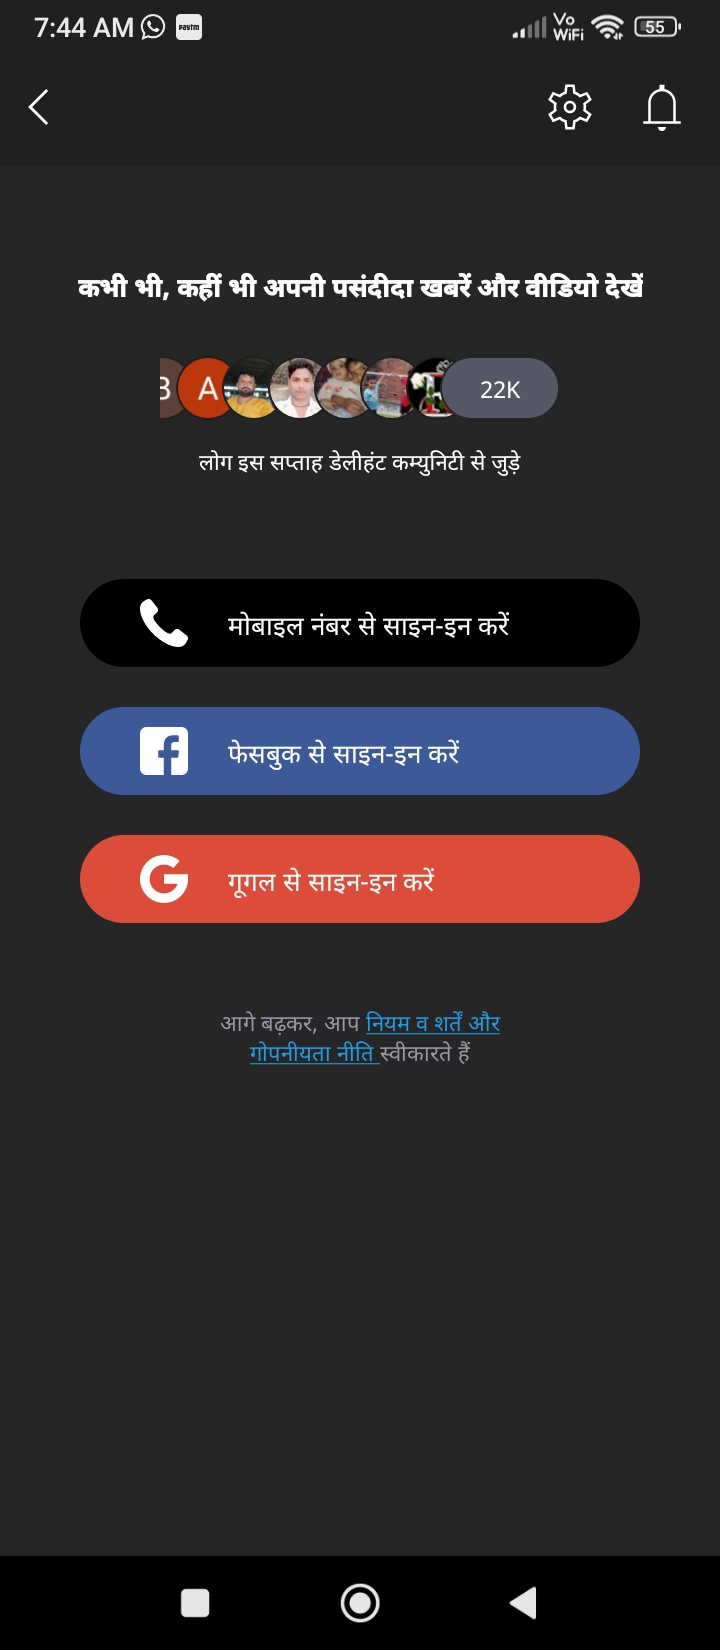 7:44 AM paytm Vo WiFi 55
कभी भी, कहीं भी अपनी पसंदीदा खबरें और वीडियो देखें
B A 22K
लोग इस सप्ताह डेलीहंट कम्युनिटी से जुड़े
मोबाइल नंबर से साइन-इन करें
फेसबुक से साइन-इन करें
गूगल से साइन-इन करें
आगे बढ़कर, आप नियम व शर्तें और
गोपनीयता नीति स्वीकारते हैं